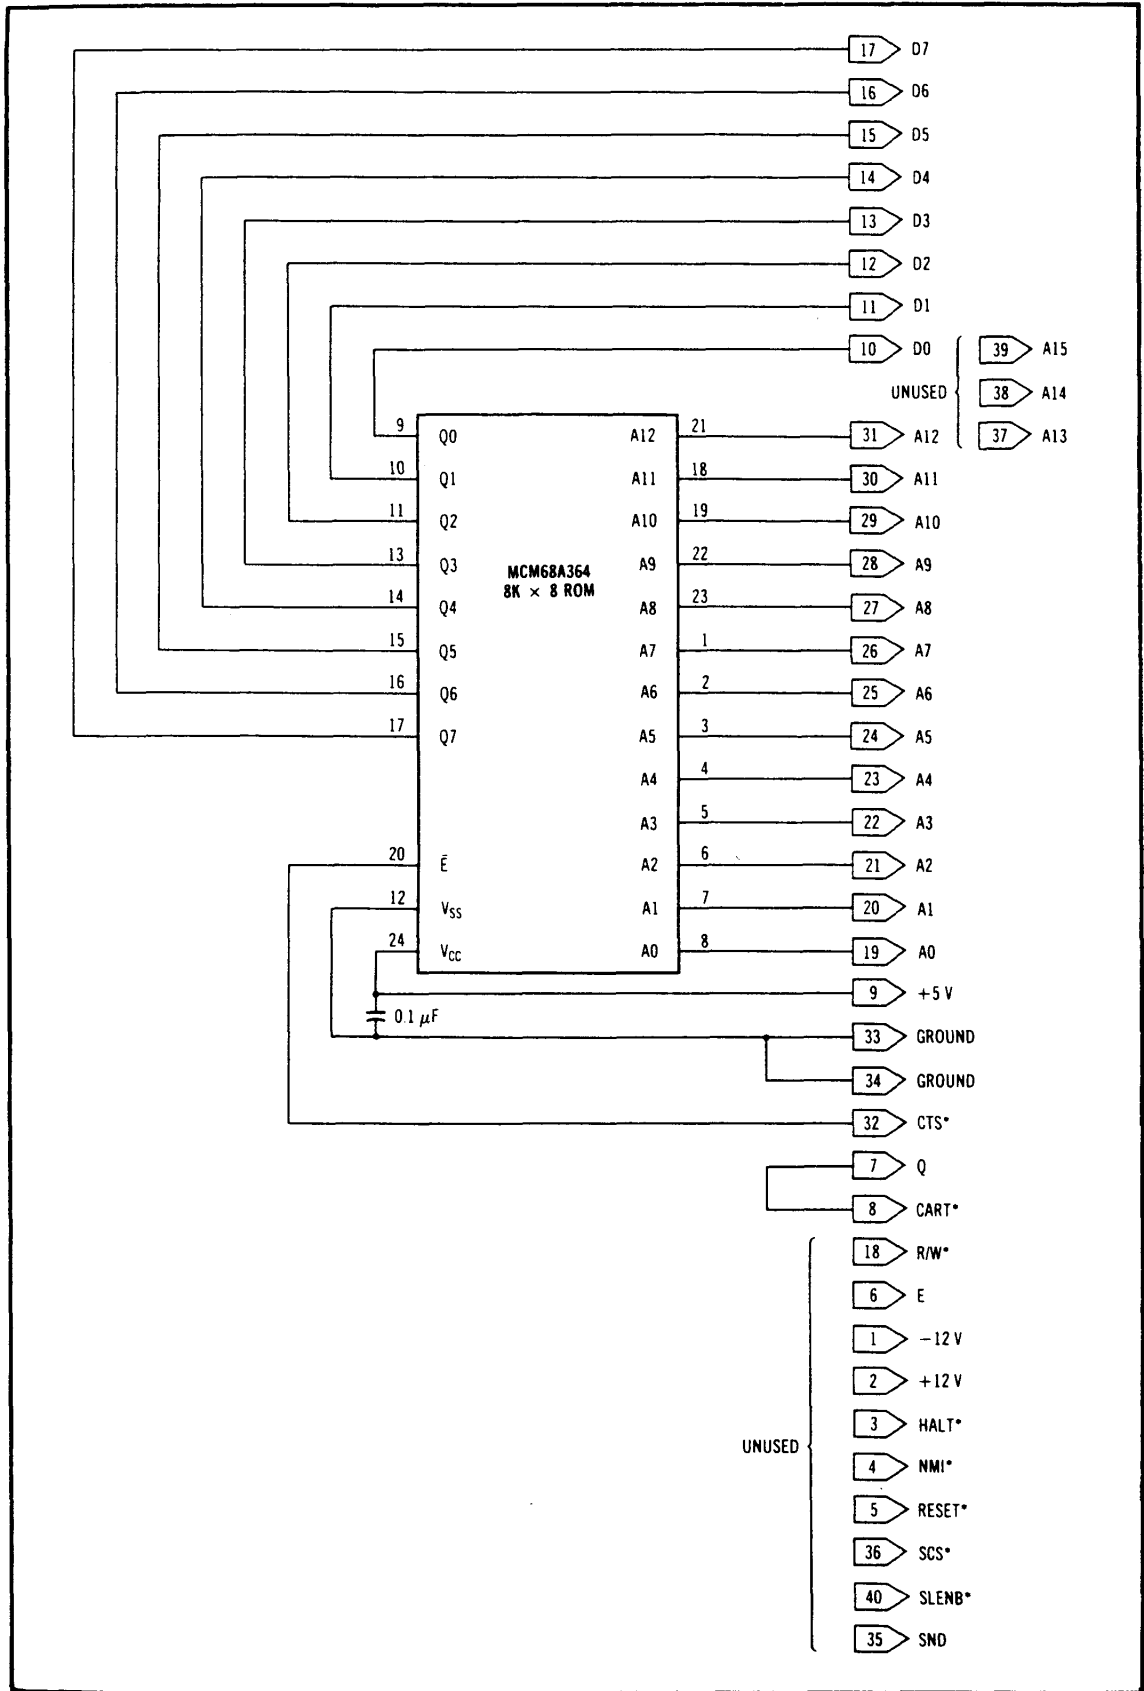 17 D7
16 D6
15 D5
14 D4
13 D3
12 D2
11 D1
10 D0 39 A15
UNUSED 38 A14
9 Q0 A12 21 31 A12 37 A13
10 Q1 A11 18 30 A11
11 Q2 A10 19 29 A10
13 Q3 A9 22 28 A9
MCM68A364
8K × 8 ROM
14 Q4 A8 23 27 A8
15 Q5 A7 1 26 A7
16 Q6 A6 2 25 A6
17 Q7 A5 3 24 A5
A4 4 23 A4
A3 5 22 A3
20 Ē A2 6 21 A2
12 VSS A1 7 20 A1
24 VCC A0 8 19 A0
9 +5 V
0.1 μF
33 GROUND
34 GROUND
32 CTS*
7 Q
8 CART*
18 R/W*
6 E
1 −12 V
2 +12 V
3 HALT*
UNUSED
4 NMI*
5 RESET*
36 SCS*
40 SLENB*
35 SND